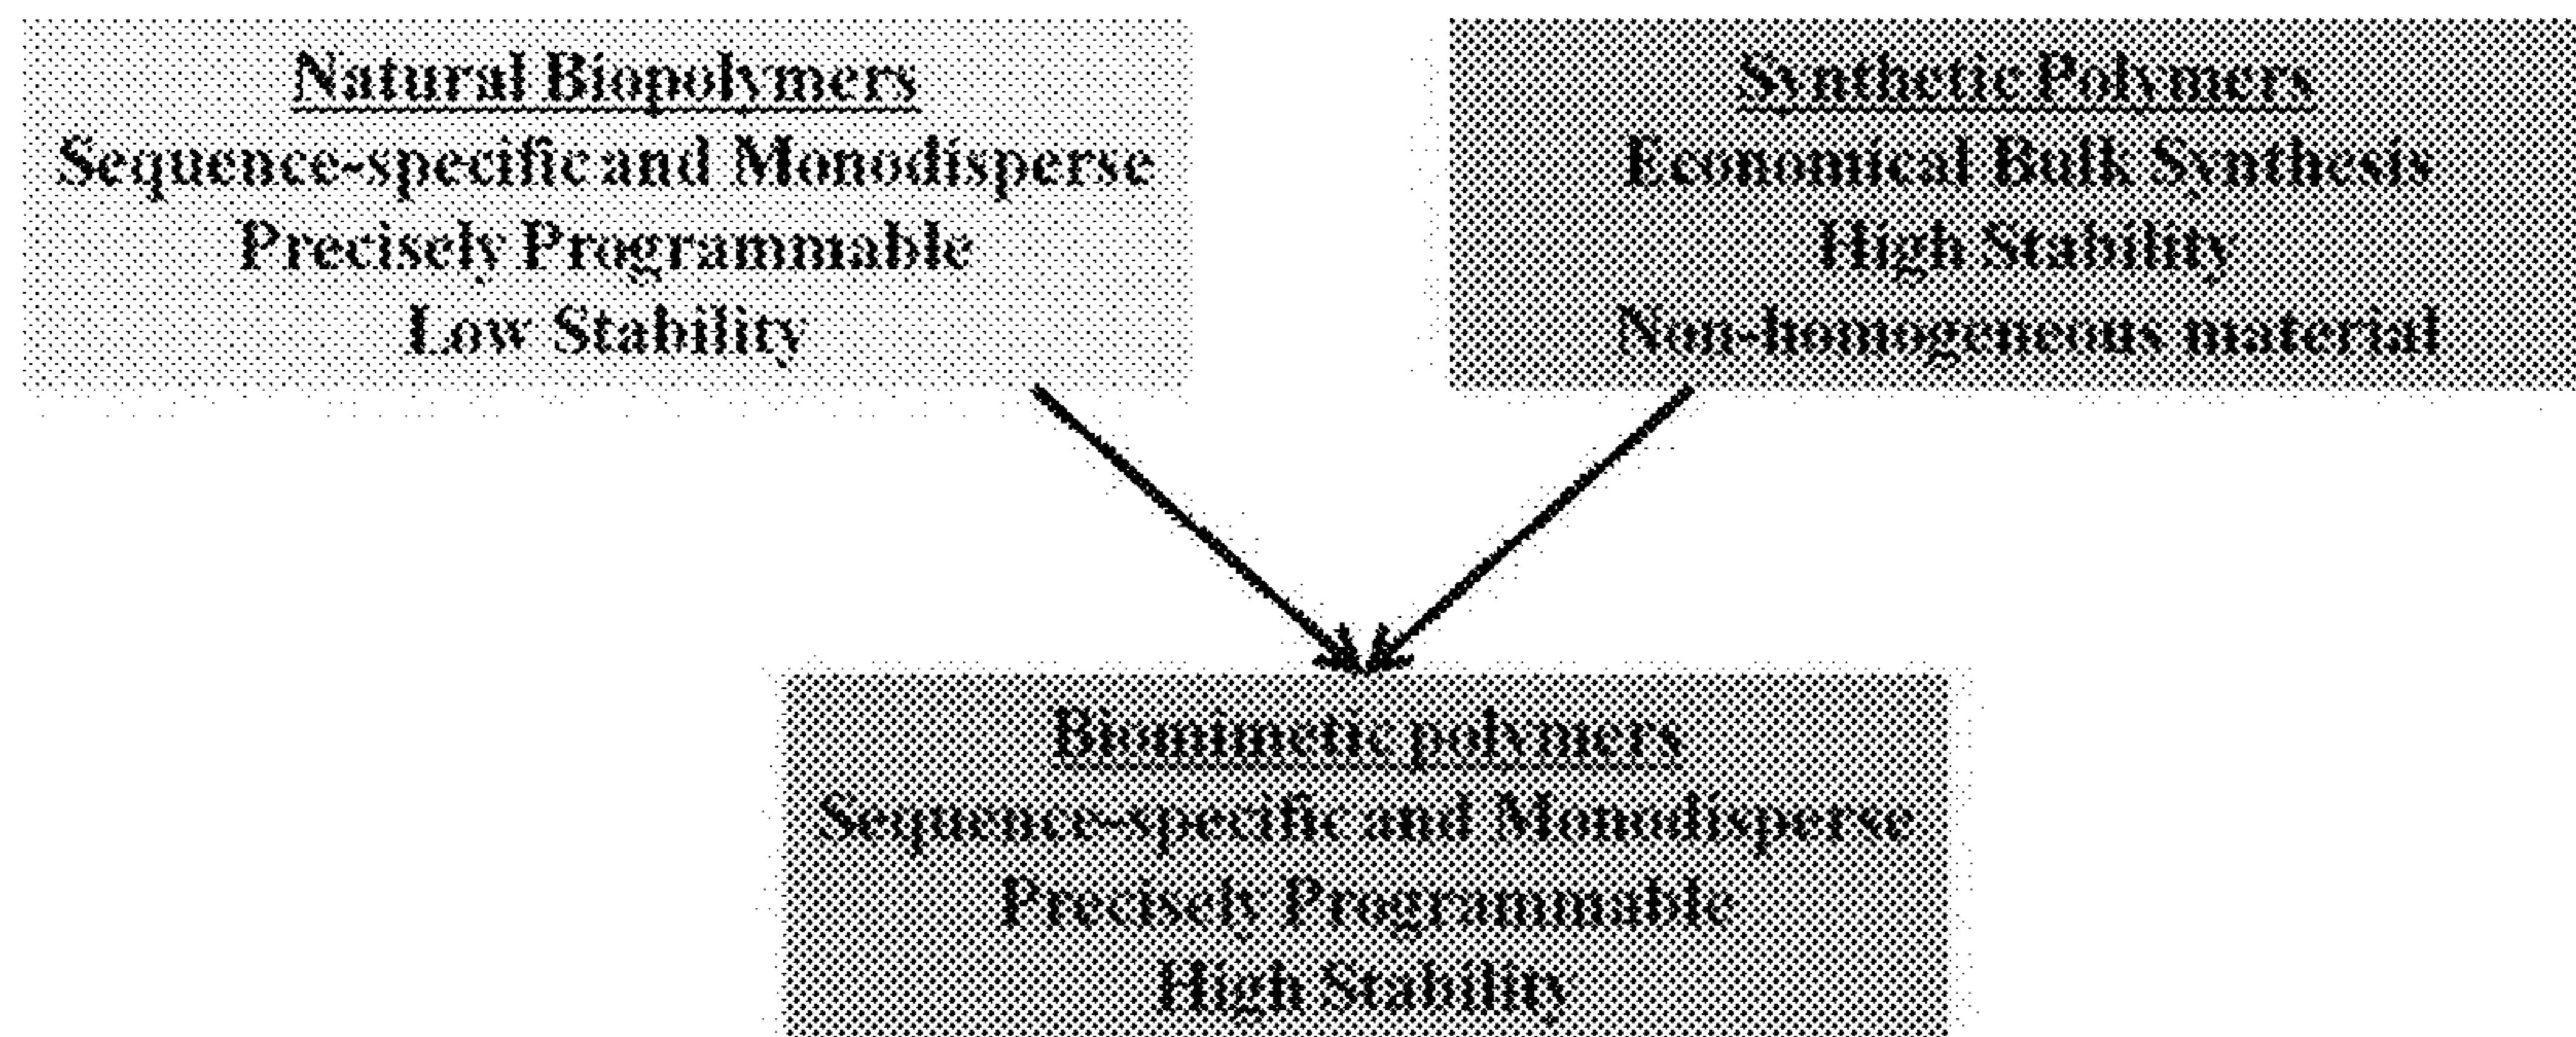 Natural Biopolymers
Sequence-specific and Monodisperse
Precisely Programmable
Low Stability
Synthetic Polymers
Economical Bulk Synthesis
High Stability
Non-homogeneous material
Biomimetic polymers
Sequence-specific and Monodisperse
Precisely Programmable
High Stability